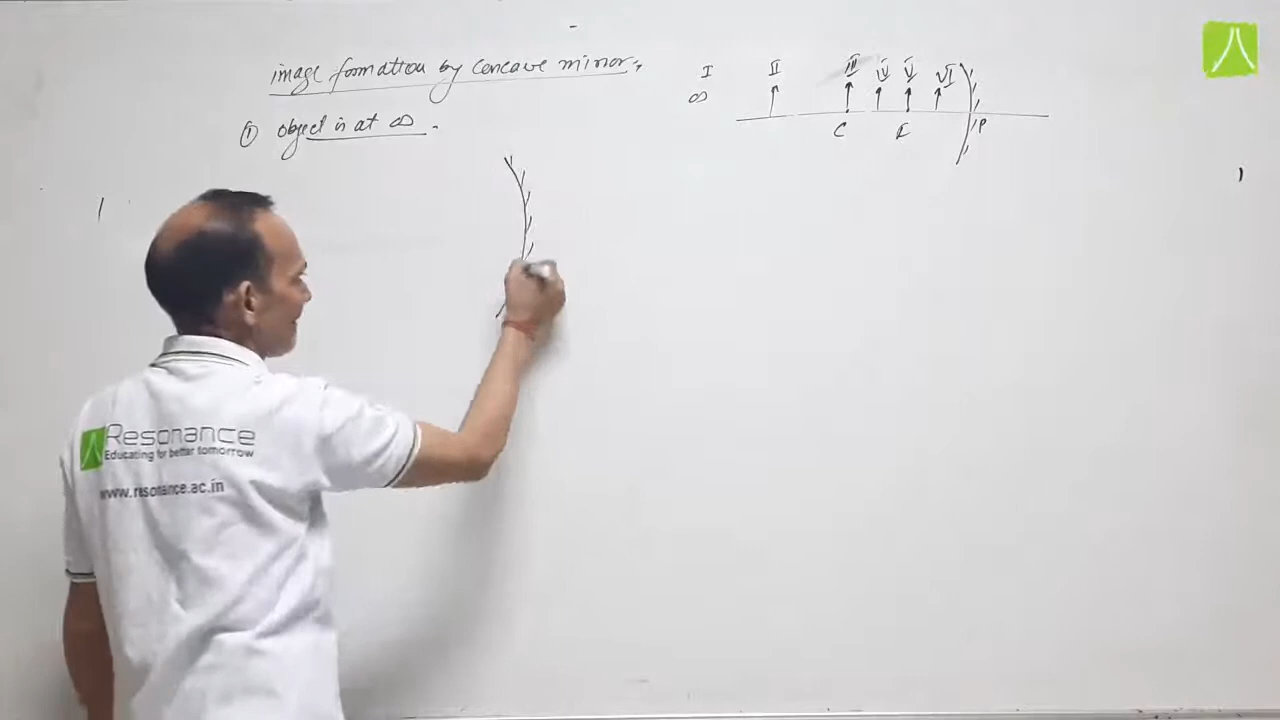 image formation by concave mirror.
① object is at ∞.
I II III IV V VI
∞
C F P
Resonance
Educating for better tomorrow
www.resonance.ac.in